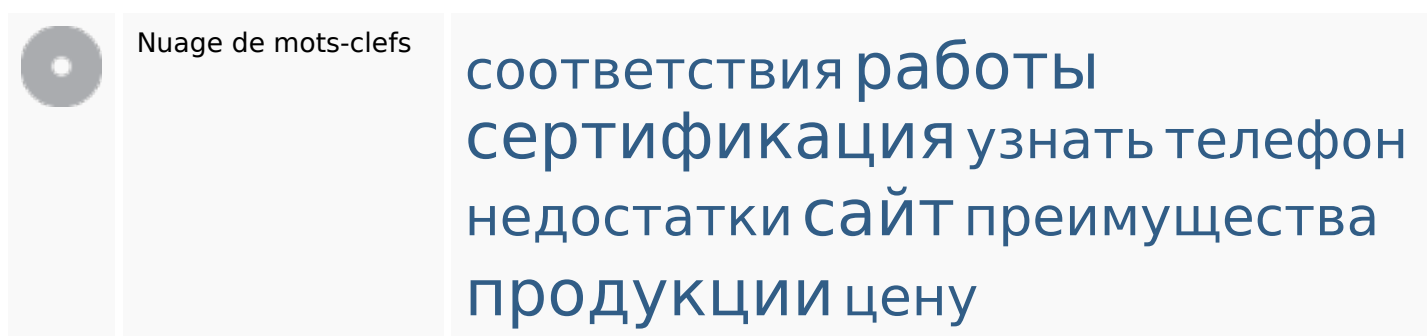 Nuage de mots-clefs
соответствия работы
сертификация узнать телефон
недостатки сайт преимущества
продукции цену